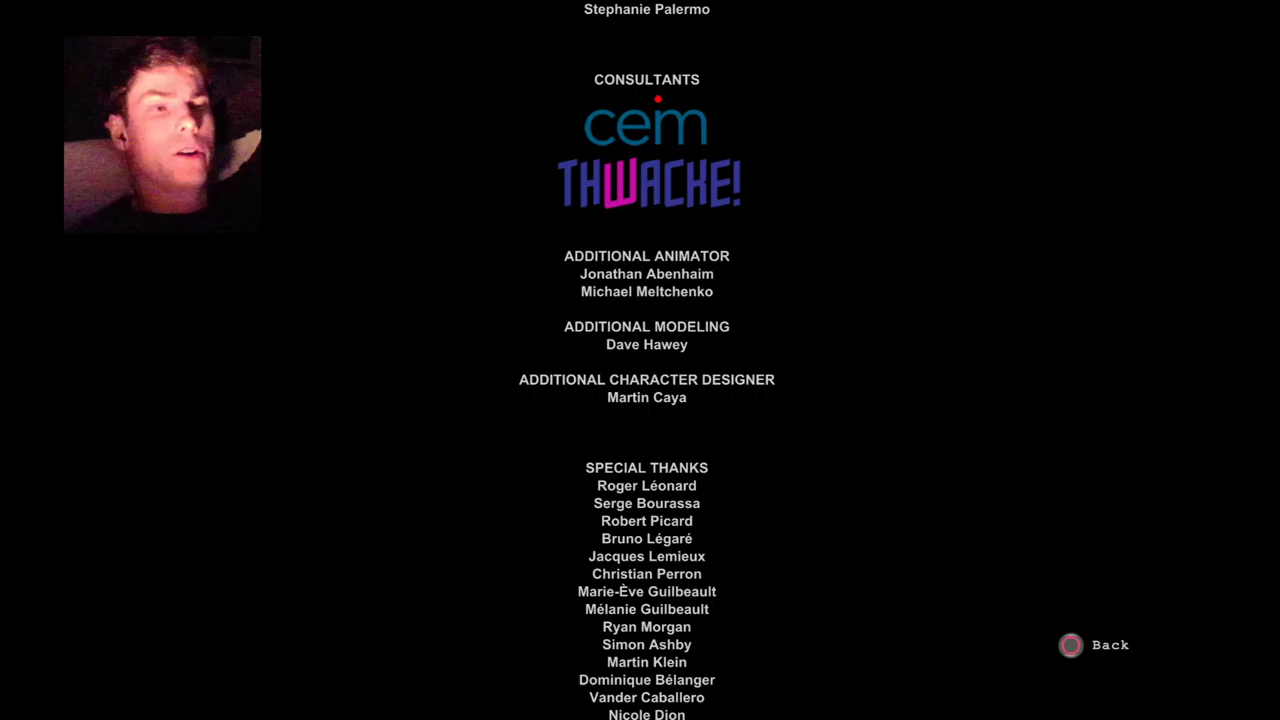 Stephanie Palermo
CONSULTANTS
cem
THWACKE!
ADDITIONAL ANIMATOR
Jonathan Abenhaim
Michael Meltchenko
ADDITIONAL MODELING
Dave Hawey
ADDITIONAL CHARACTER DESIGNER
Martin Caya
SPECIAL THANKS
Roger Léonard
Serge Bourassa
Robert Picard
Bruno Légaré
Jacques Lemieux
Christian Perron
Marie-Ève Guilbeault
Mélanie Guilbeault
Ryan Morgan
Simon Ashby
Martin Klein
Dominique Bélanger
Vander Caballero
Nicole Dion
Back